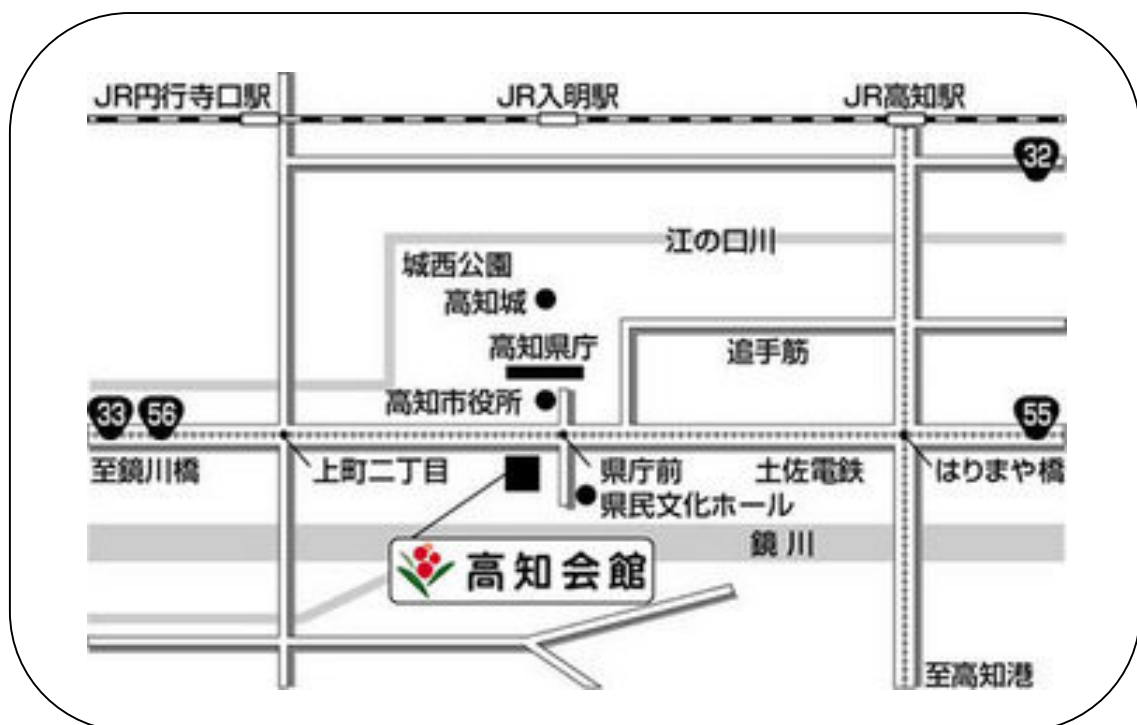 JR円行寺口駅
JR入明駅
JR高知駅
32
江の口川
城西公園
高知城
高知県庁
追手筋
高知市役所
33
56
55
至鏡川橋
上町二丁目
県庁前
土佐電鉄
はりまや橋
県民文化ホール
鏡川
高知会館
至高知港